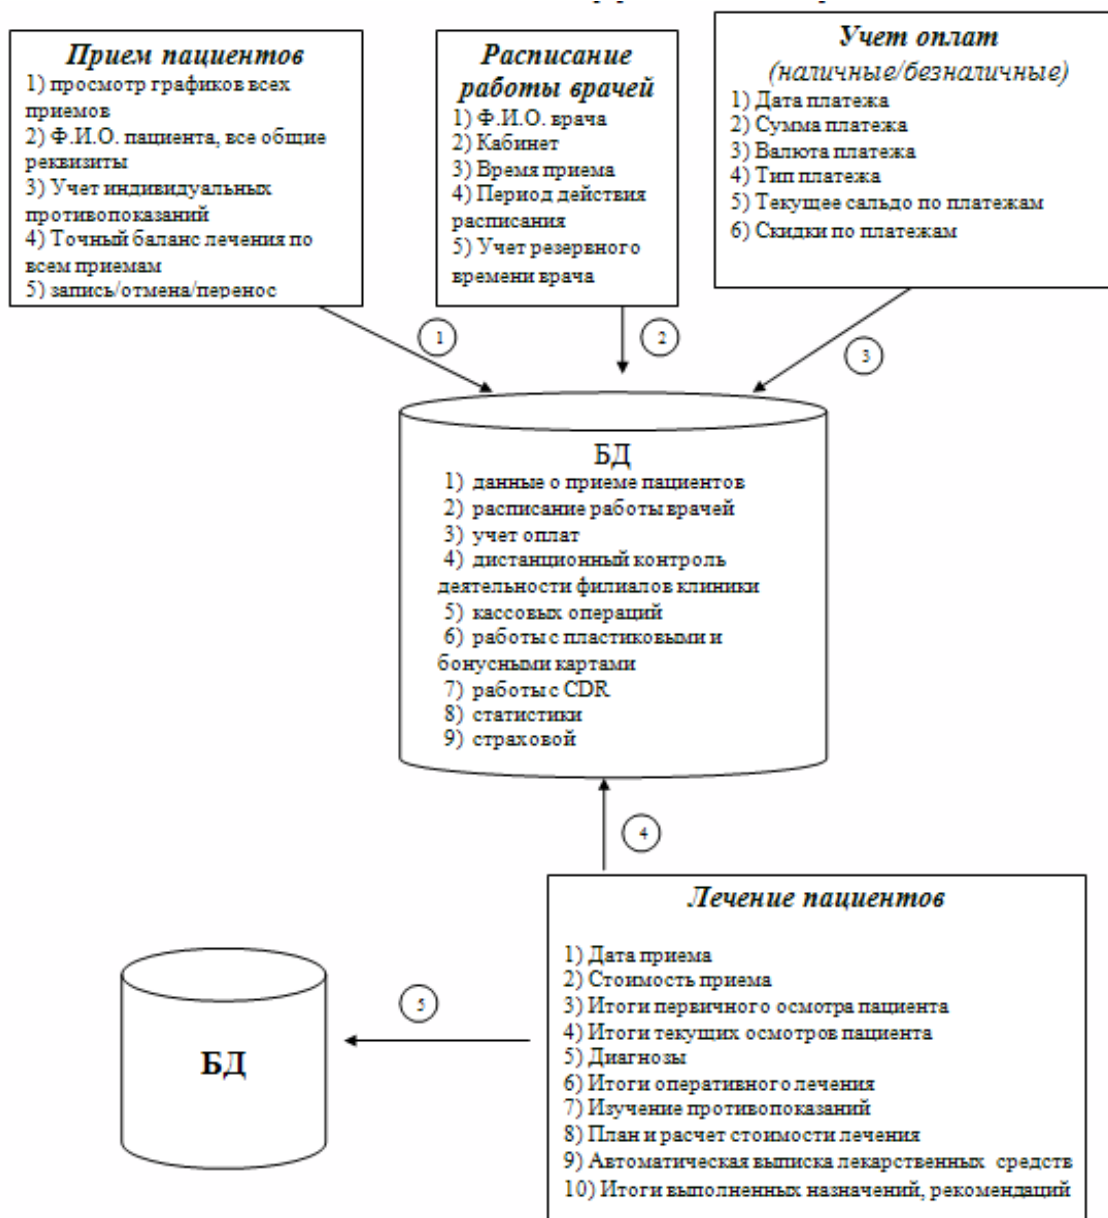 Прием пациентов
1) просмотр графиков всех
приемов
2) Ф.И.О. пациента, все общие
реквизиты
3) Учет индивидуальных
противопоказаний
4) Точный баланс лечения по
всем приемам
5) запись/отмена/перенос
Расписание
работы врачей
1) Ф.И.О. врача
2) Кабинет
3) Время приема
4) Период действия
расписания
5) Учет резервного
времени врача
Учет оплат
(наличные/безналичные)
1) Дата платежа
2) Сумма платежа
3) Валюта платежа
4) Тип платежа
5) Текущее сальдо по платежам
6) Скидки по платежам
1
2
3
БД
1) данные о приеме пациентов
2) расписание работы врачей
3) учет оплат
4) дистанционный контроль
деятельности филиалов клиники
5) кассовых операций
6) работы с пластиковыми и
бонусными картами
7) работы с CDR
8) статистики
9) страховой
4
Лечение пациентов
1) Дата приема
2) Стоимость приема
3) Итоги первичного осмотра пациента
4) Итоги текущих осмотров пациента
5) Диагнозы
6) Итоги оперативного лечения
7) Изучение противопоказаний
8) План и расчет стоимости лечения
9) Автоматическая выписка лекарственных средств
10) Итоги выполненных назначений, рекомендаций
5
БД